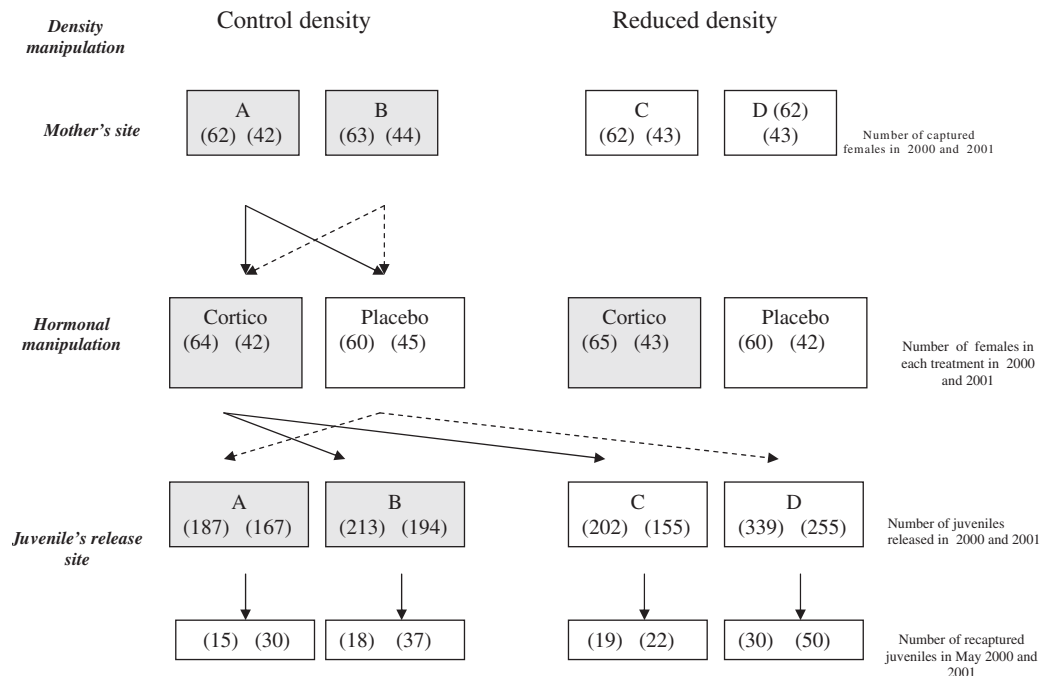 Density
manipulation
Control density
Reduced density
Mother's site
A
(62) (42)
B
(63) (44)
C
(62) (43)
D (62)
(43)
Number of captured
females in 2000 and 2001
Hormonal
manipulation
Cortico
(64) (42)
Placebo
(60) (45)
Cortico
(65) (43)
Placebo
(60) (42)
Number of females in
each treatment in 2000
and 2001
Juvenile's release
site
A
(187) (167)
B
(213) (194)
C
(202) (155)
D
(339) (255)
Number of juveniles
released in 2000 and 2001
(15) (30)
(18) (37)
(19) (22)
(30) (50)
Number of recaptured
juveniles in May 2000 and
2001